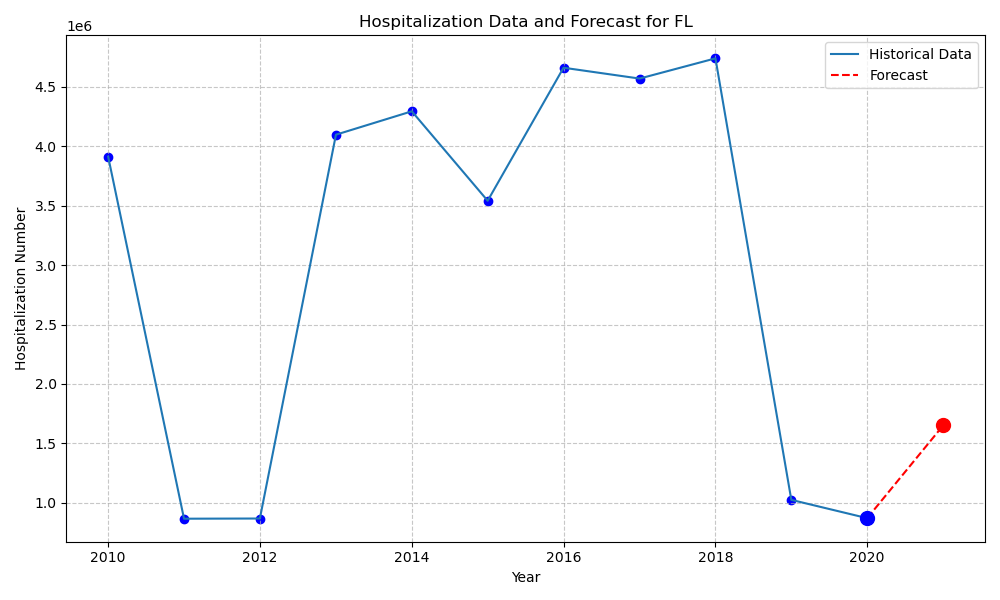 Hospitalization Data and Forecast for FL
1e6
Historical Data
Forecast
4.5
4.0
3.5
3.0
2.5
2.0
1.5
1.0
Hospitalization Number
2010 2012 2014 2016 2018 2020
Year